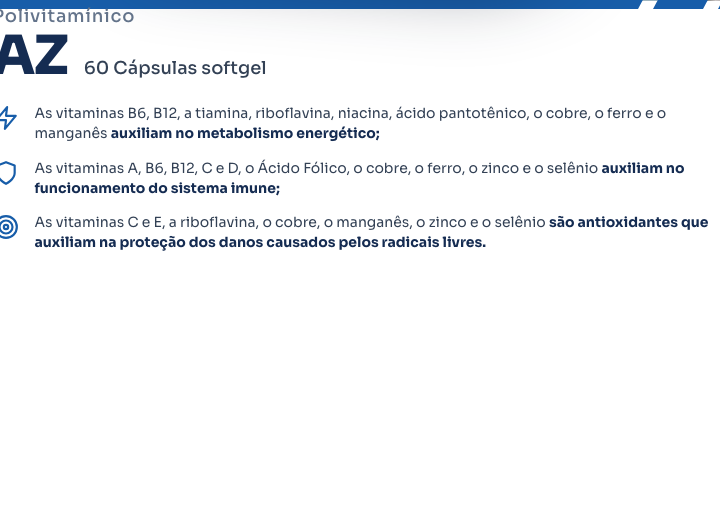 Polivitamínico
AZ 60 Cápsulas softgel
As vitaminas B6, B12, a tiamina, riboflavina, niacina, ácido pantotênico, o cobre, o ferro e o
manganês auxiliam no metabolismo energético;
As vitaminas A, B6, B12, C e D, o Ácido Fólico, o cobre, o ferro, o zinco e o selênio auxiliam no
funcionamento do sistema imune;
As vitaminas C e E, a riboflavina, o cobre, o manganês, o zinco e o selênio são antioxidantes que
auxiliam na proteção dos danos causados pelos radicais livres.